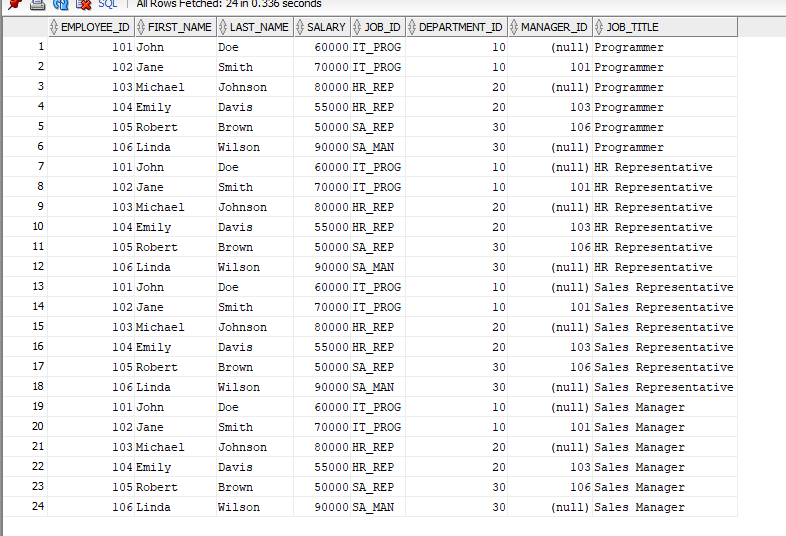 SQL | All Rows Fetched: 24 in 0.336 seconds
EMPLOYEE_ID FIRST_NAME LAST_NAME SALARY JOB_ID DEPARTMENT_ID MANAGER_ID JOB_TITLE
1 101 John Doe 60000 IT_PROG 10 (null) Programmer
2 102 Jane Smith 70000 IT_PROG 10 101 Programmer
3 103 Michael Johnson 80000 HR_REP 20 (null) Programmer
4 104 Emily Davis 55000 HR_REP 20 103 Programmer
5 105 Robert Brown 50000 SA_REP 30 106 Programmer
6 106 Linda Wilson 90000 SA_MAN 30 (null) Programmer
7 101 John Doe 60000 IT_PROG 10 (null) HR Representative
8 102 Jane Smith 70000 IT_PROG 10 101 HR Representative
9 103 Michael Johnson 80000 HR_REP 20 (null) HR Representative
10 104 Emily Davis 55000 HR_REP 20 103 HR Representative
11 105 Robert Brown 50000 SA_REP 30 106 HR Representative
12 106 Linda Wilson 90000 SA_MAN 30 (null) HR Representative
13 101 John Doe 60000 IT_PROG 10 (null) Sales Representative
14 102 Jane Smith 70000 IT_PROG 10 101 Sales Representative
15 103 Michael Johnson 80000 HR_REP 20 (null) Sales Representative
16 104 Emily Davis 55000 HR_REP 20 103 Sales Representative
17 105 Robert Brown 50000 SA_REP 30 106 Sales Representative
18 106 Linda Wilson 90000 SA_MAN 30 (null) Sales Representative
19 101 John Doe 60000 IT_PROG 10 (null) Sales Manager
20 102 Jane Smith 70000 IT_PROG 10 101 Sales Manager
21 103 Michael Johnson 80000 HR_REP 20 (null) Sales Manager
22 104 Emily Davis 55000 HR_REP 20 103 Sales Manager
23 105 Robert Brown 50000 SA_REP 30 106 Sales Manager
24 106 Linda Wilson 90000 SA_MAN 30 (null) Sales Manager